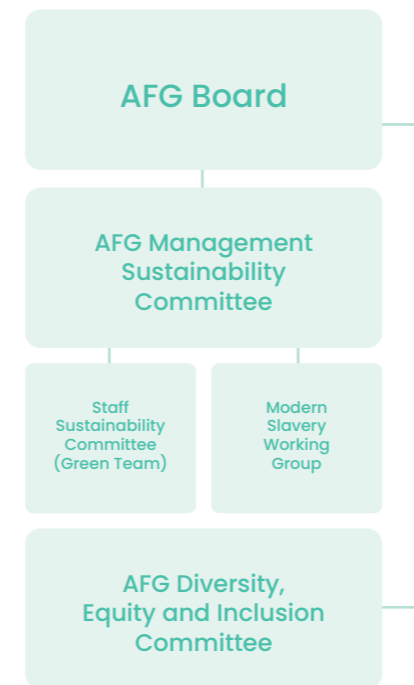 AFG Board
AFG Management
Sustainability
Committee
Staff
Sustainability
Committee
(Green Team)
Modern
Slavery
Working
Group
AFG Diversity,
Equity and Inclusion
Committee